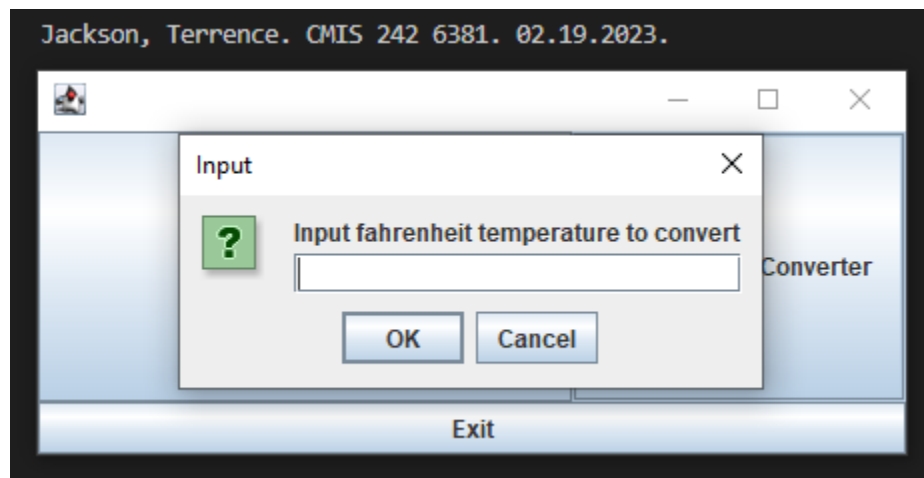 Jackson, Terrence. CMIS 242 6381. 02.19.2023.
Input
?
Input fahrenheit temperature to convert
Converter
OK
Cancel
Exit